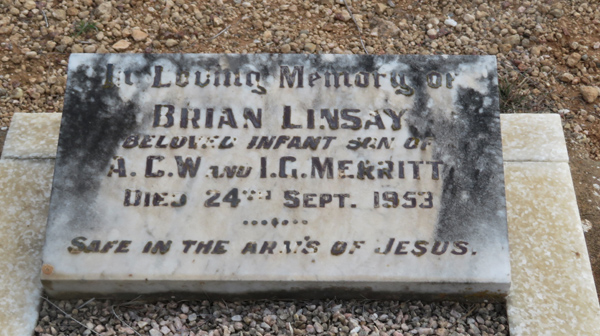 In Loving Memory of
BRIAN LINSAY,
BELOVED INFANT SON OF
A. G. W. AND I. G. MERRITT,
DIED 24TH SEPT. 1953
SAFE IN THE ARMS OF JESUS.